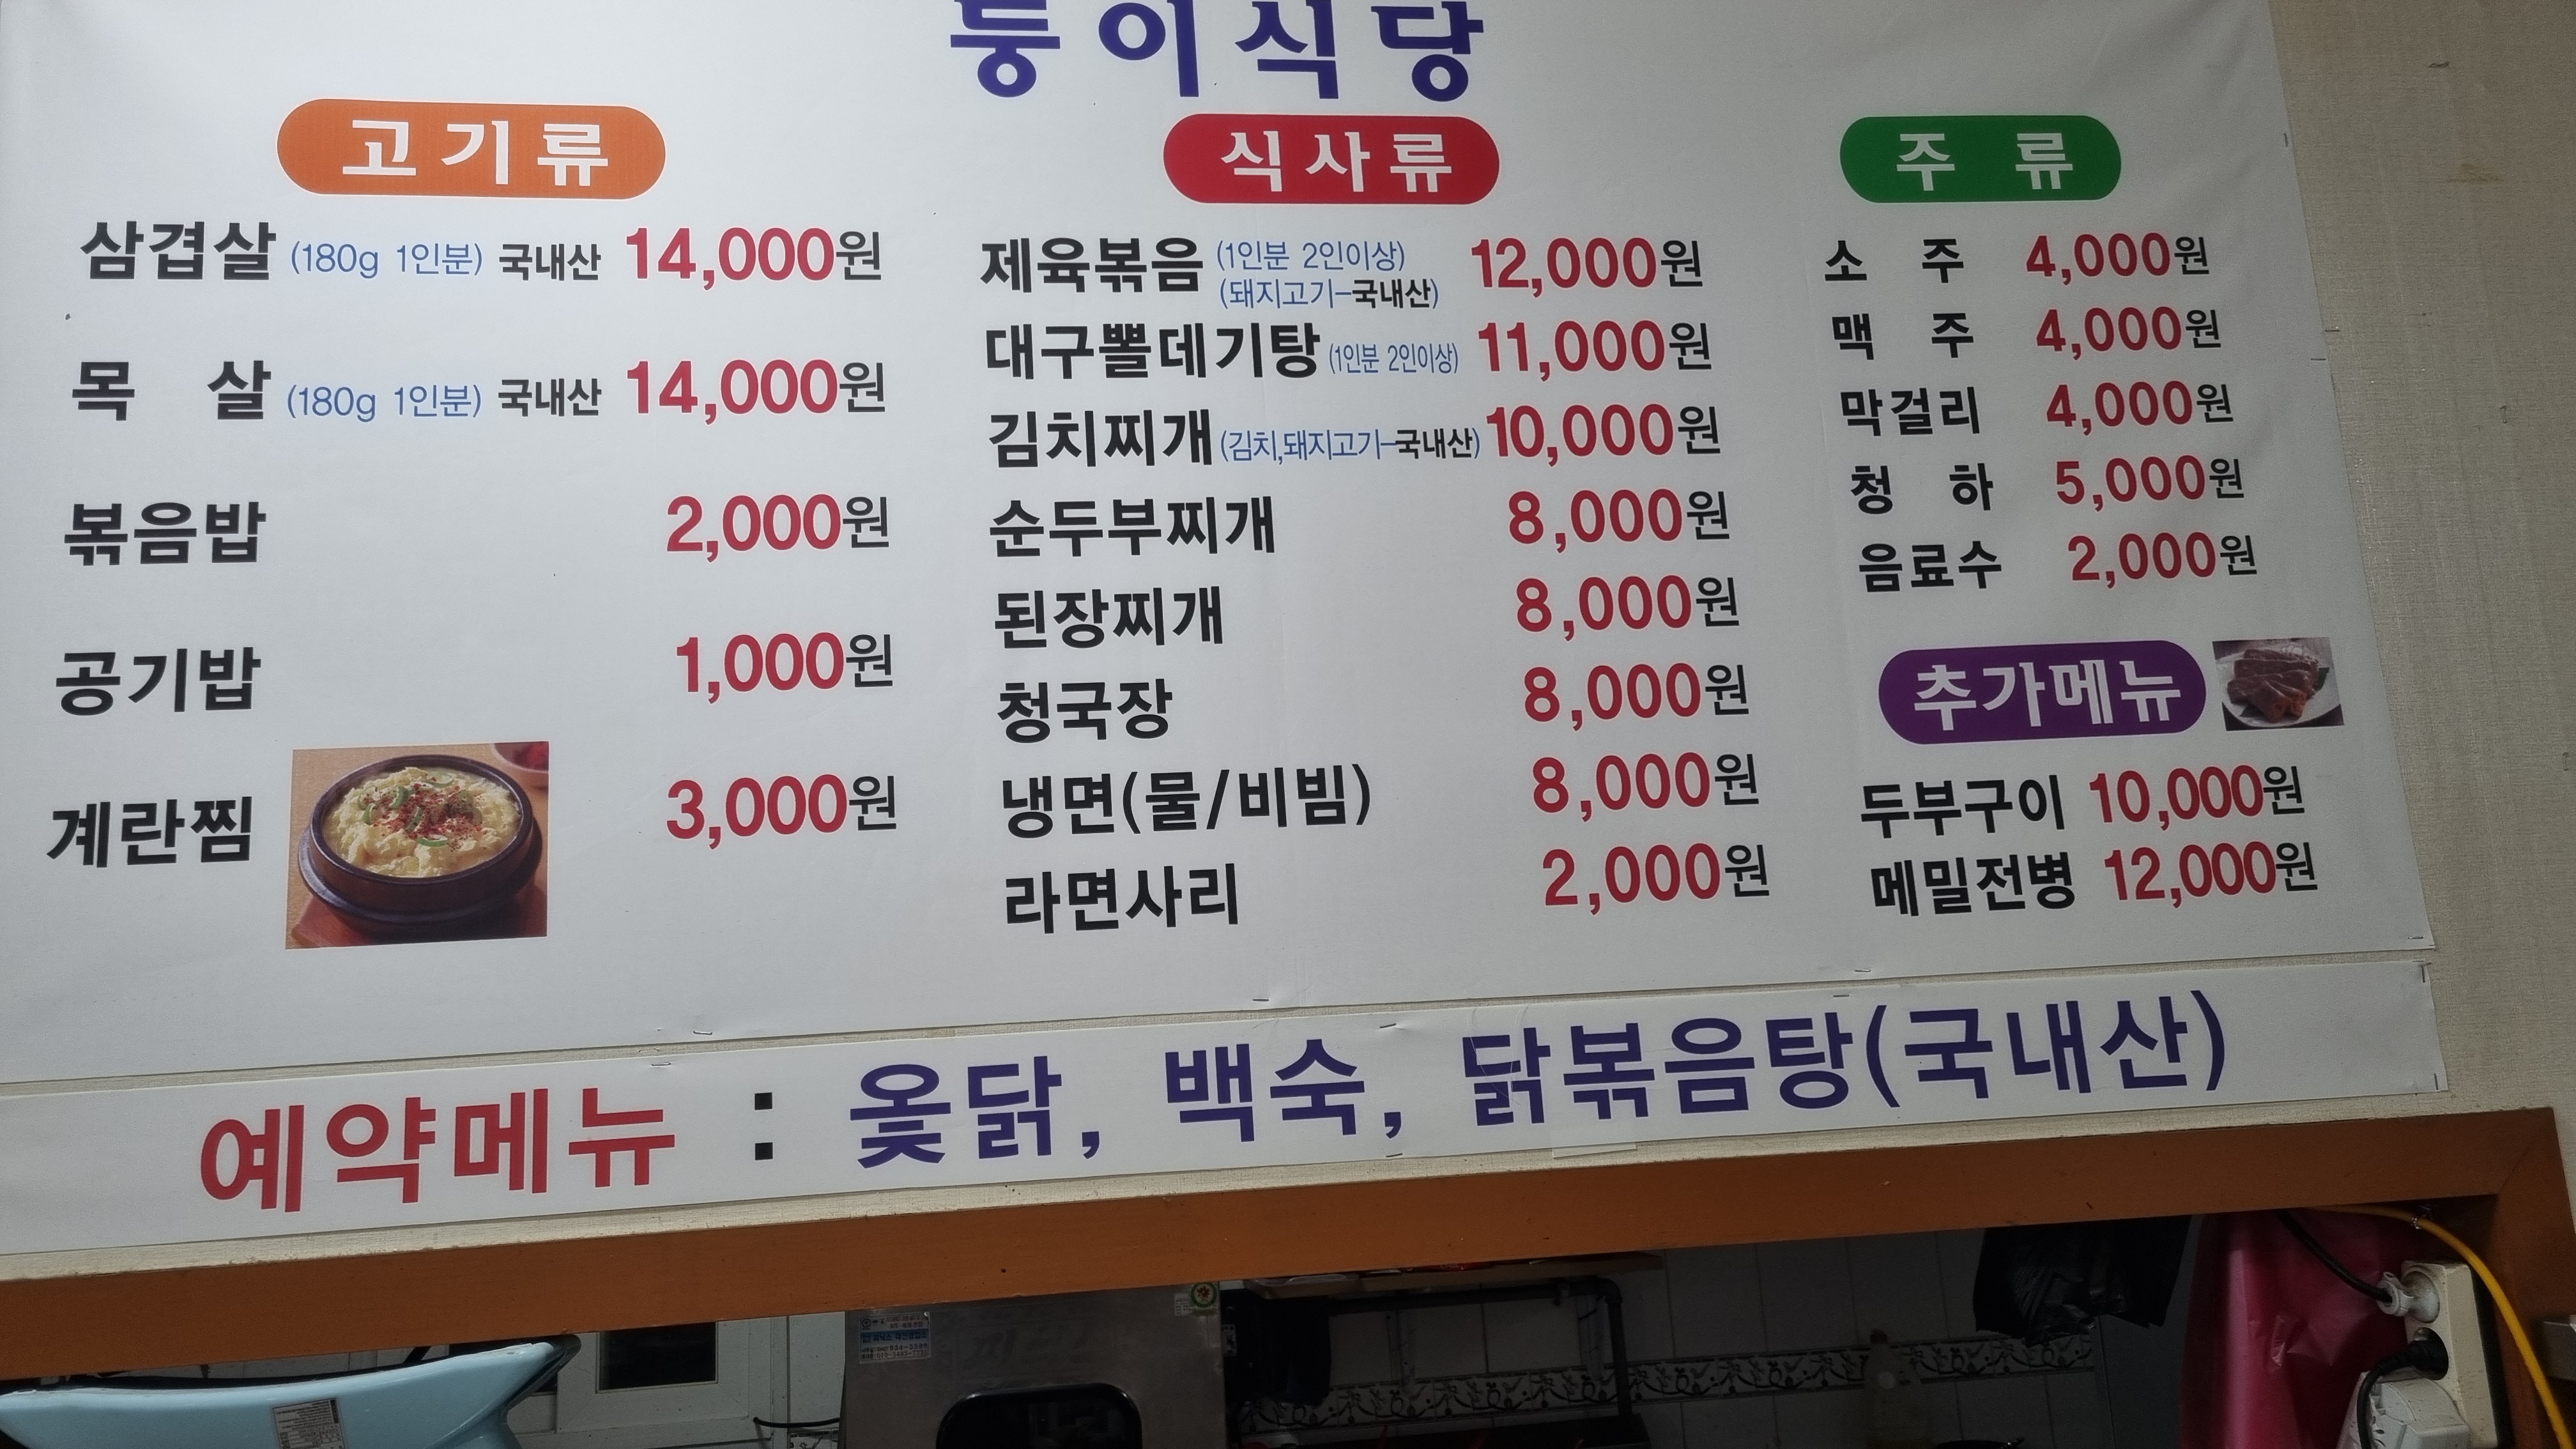 둥이식당
고기류
삼겹살 (180g 1인분) 국내산 14,000원
목 살 (180g 1인분) 국내산 14,000원
볶음밥 2,000원
공기밥 1,000원
계란찜 3,000원
식사류
제육볶음 (1인분 2인이상) 12,000원
(돼지고기-국내산)
대구뽈데기탕 (1인분 2인이상) 11,000원
김치찌개 (김치,돼지고기-국내산) 10,000원
순두부찌개 8,000원
된장찌개 8,000원
청국장 8,000원
냉면(물/비빔) 8,000원
라면사리 2,000원
주 류
소 주 4,000원
맥 주 4,000원
막걸리 4,000원
청 하 5,000원
음료수 2,000원
추가메뉴
두부구이 10,000원
메밀전병 12,000원
예약메뉴 : 옻닭, 백숙, 닭볶음탕(국내산)